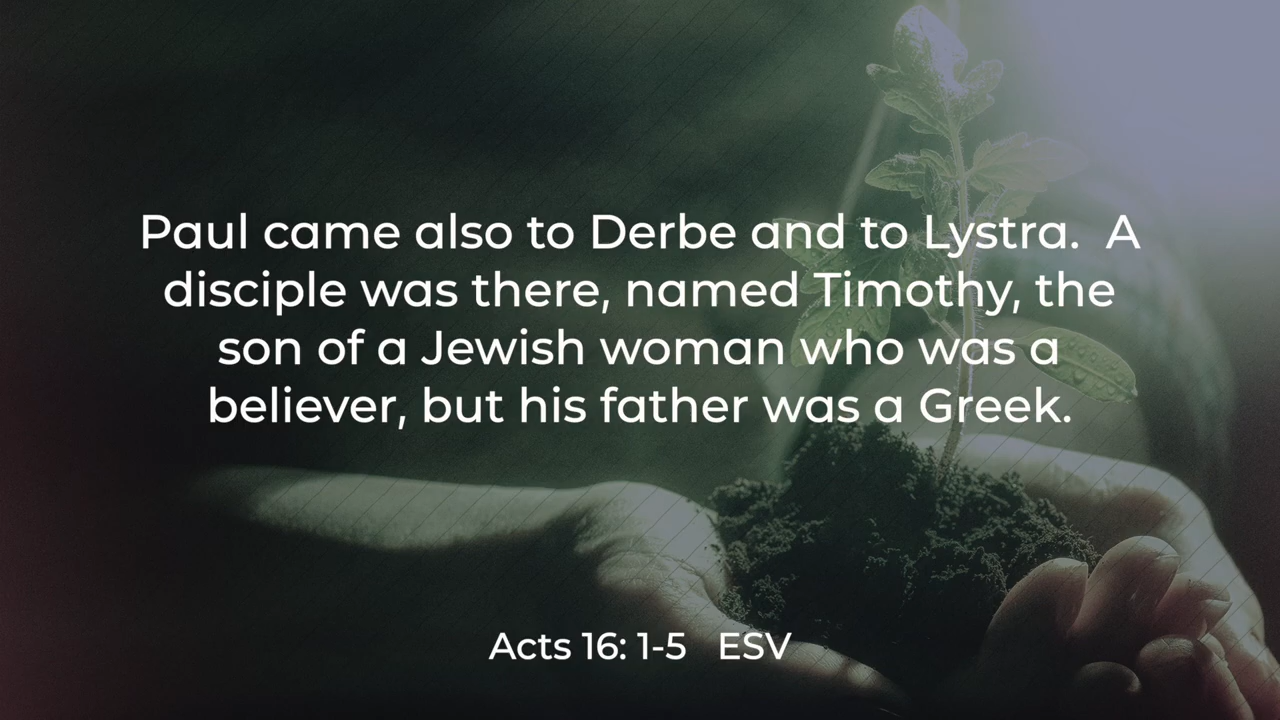 Paul came also to Derbe and to Lystra.  A
disciple was there, named Timothy, the
son of a Jewish woman who was a
believer, but his father was a Greek.
Acts 16: 1-5   ESV